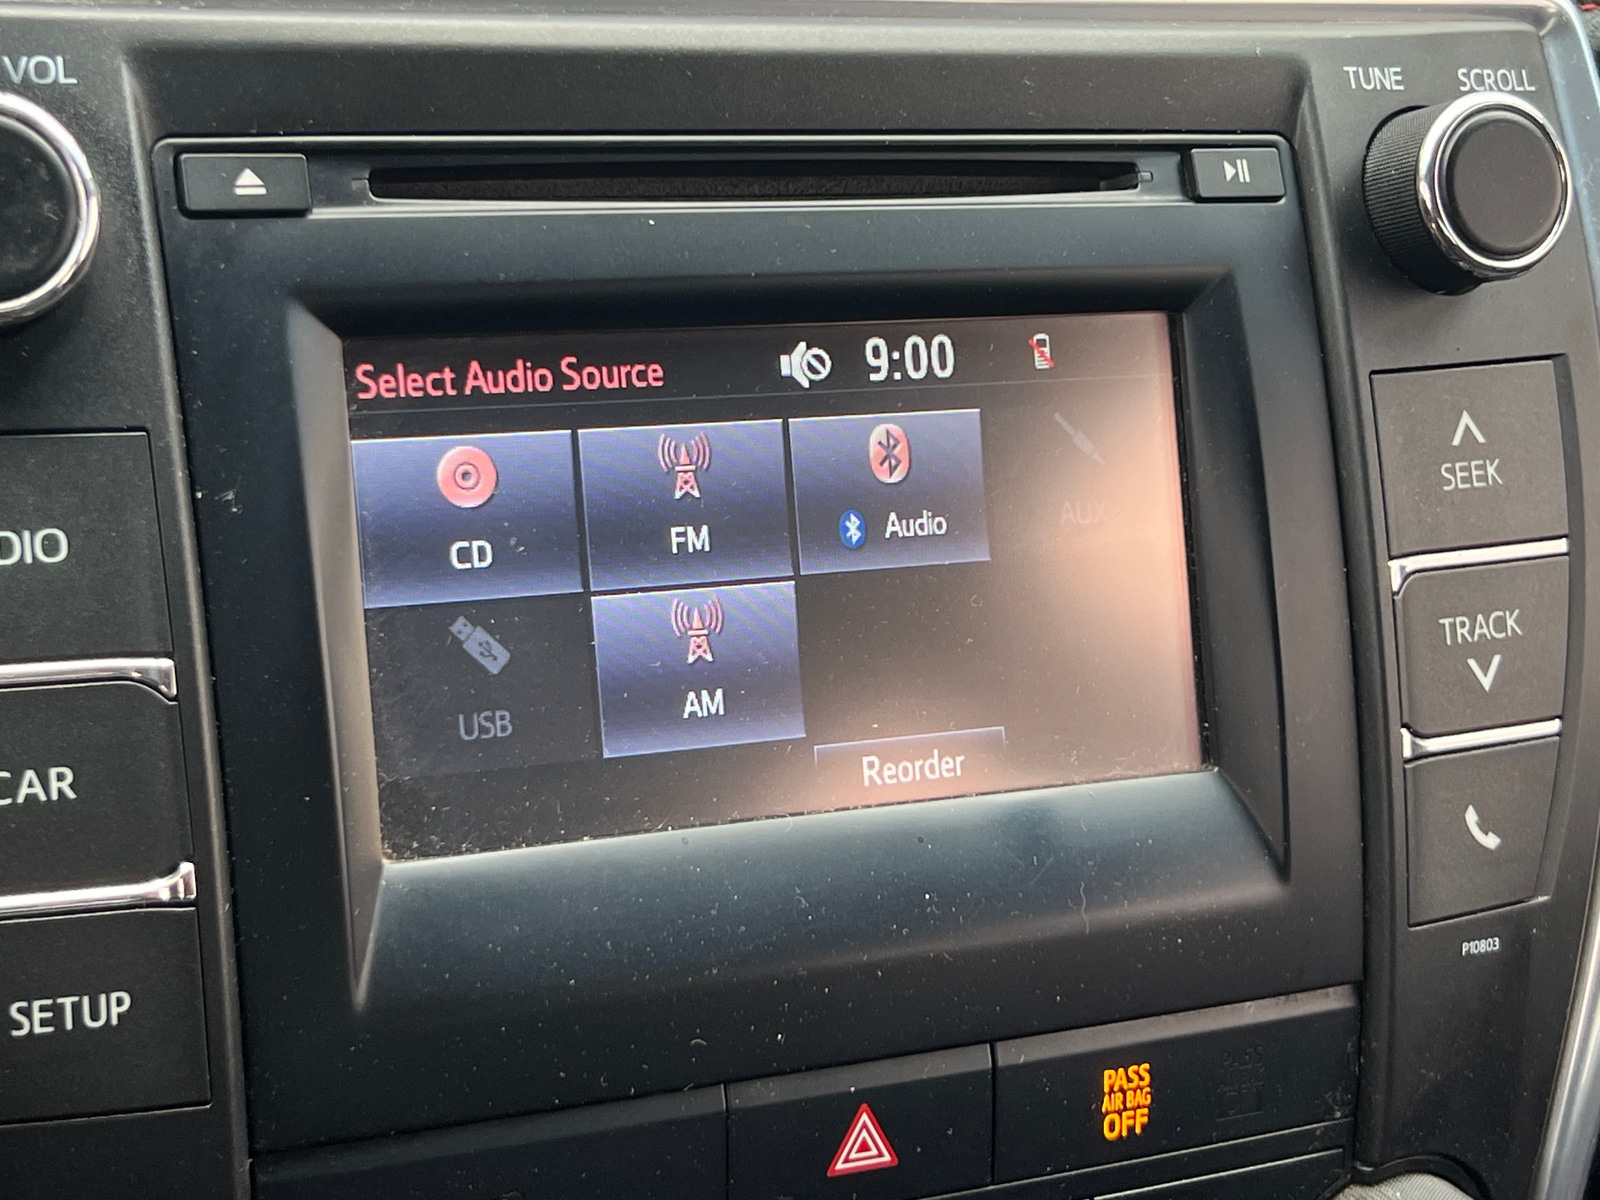 VOL
TUNE SCROLL
Select Audio Source 9:00
CD FM Audio AUX
USB AM
Reorder
DIO
CAR
SETUP
SEEK
TRACK
P10803
PASS
AIR BAG
OFF
PASS